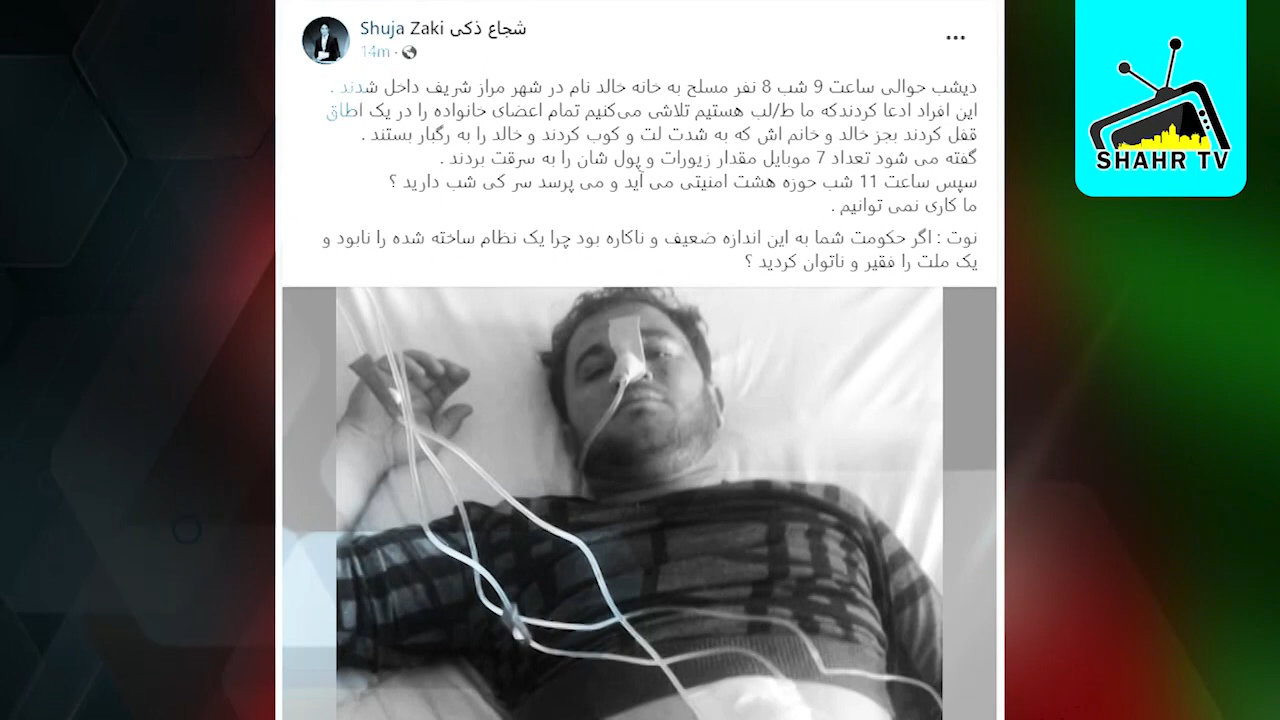 Shuja Zaki شجاع ذکی
14m
دیشب حوالی ساعت 9 شب 8 نفر مسلح به خانه خالد نام در شهر مراز شریف داخل شدند .
این افراد ادعا کردندکه ما ط/لب هستیم تلاشی می‌کنیم تمام اعضای خانواده را در یک اطاق
قفل کردند بجز خالد و خانم اش که به شدت لت و کوب کردند و خالد را به رگبار بستند .
گفته می شود تعداد 7 موبایل مقدار زیورات و پول شان را به سرقت بردند .
سپس ساعت 11 شب حوزه هشت امنیتی می آید و می پرسد سر کی شب دارید ؟
ما کاری نمی توانیم .
نوت : اگر حکومت شما به این اندازه ضعیف و ناکاره بود چرا یک نظام ساخته شده را نابود و
یک ملت را فقیر و ناتوان کردید ؟
SHAHR TV